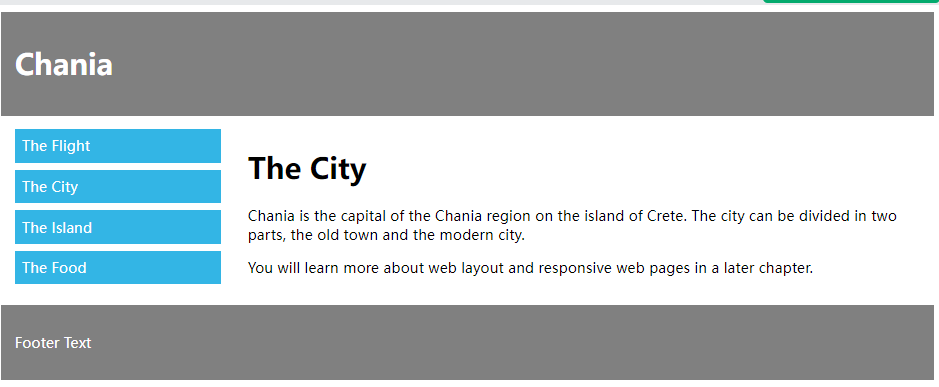 Chania
The Flight
The City
The Island
The Food
The City
Chania is the capital of the Chania region on the island of Crete. The city can be divided in two
parts, the old town and the modern city.
You will learn more about web layout and responsive web pages in a later chapter.
Footer Text